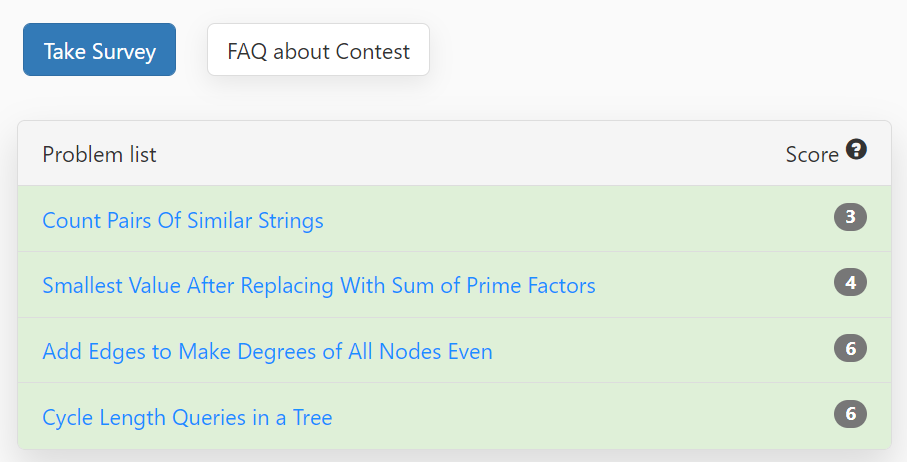 Take Survey FAQ about Contest
Problem list Score ?
Count Pairs Of Similar Strings 3
Smallest Value After Replacing With Sum of Prime Factors 4
Add Edges to Make Degrees of All Nodes Even 6
Cycle Length Queries in a Tree 6